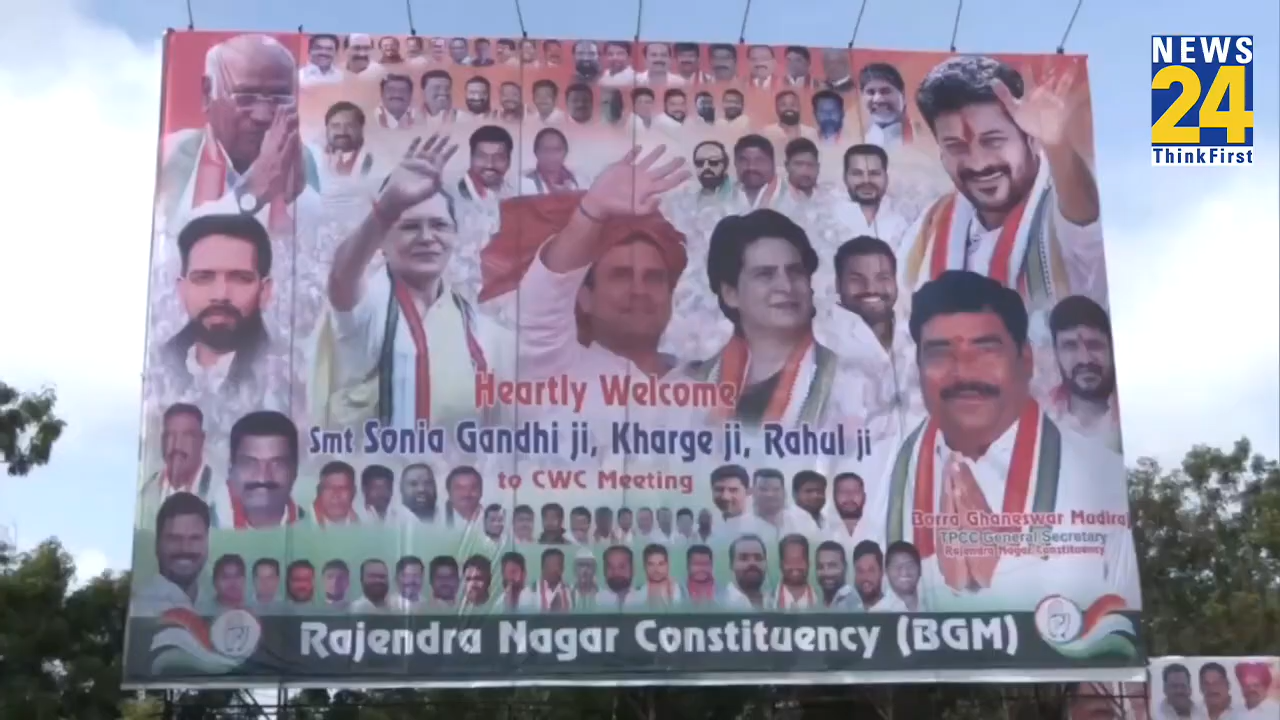 NEWS
24
ThinkFirst
Heartly Welcome
Smt Sonia Gandhi ji, Kharge ji, Rahul ji
to CWC Meeting
Borra Ghaneswar Madiraj
TPCC General Secretary
Rajendra Nagar Constituency
Rajendra Nagar Constituency (BGM)